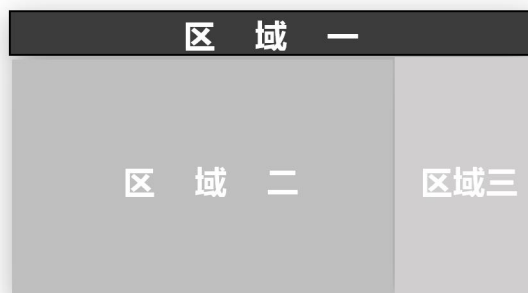 区 域 一
区 域 二
区域三